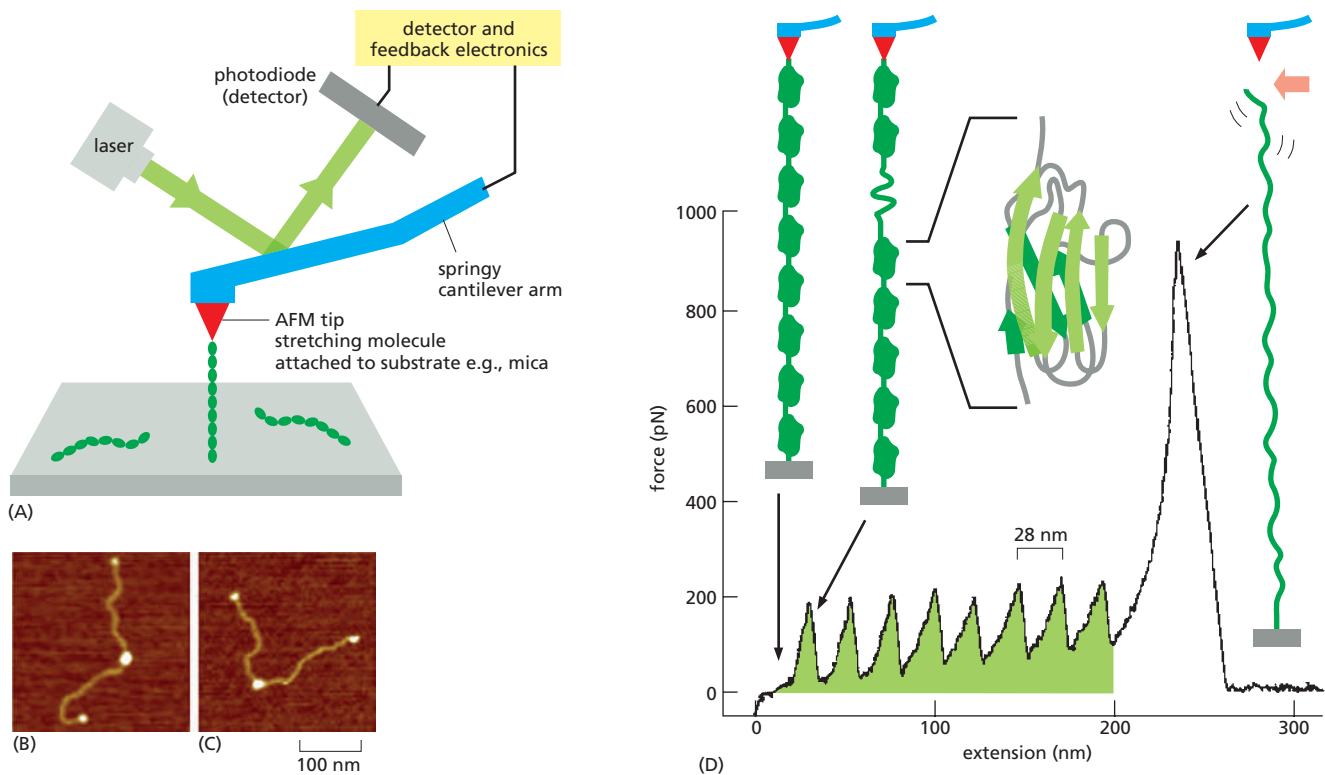 detector and
feedback electronics
photodiode
(detector)
laser
springy
cantilever arm
AFM tip
stretching molecule
attached to substrate e.g., mica
(A)
(B)
(C)
100 nm
1000
800
600
400
200
0
force (pN)
28 nm
0
100
200
300
extension (nm)
(D)